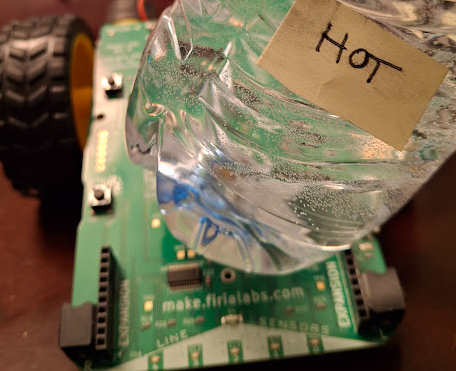 HOT
EXPANSION
make.firialabs.com
EXPANSION
LINE SENSORS